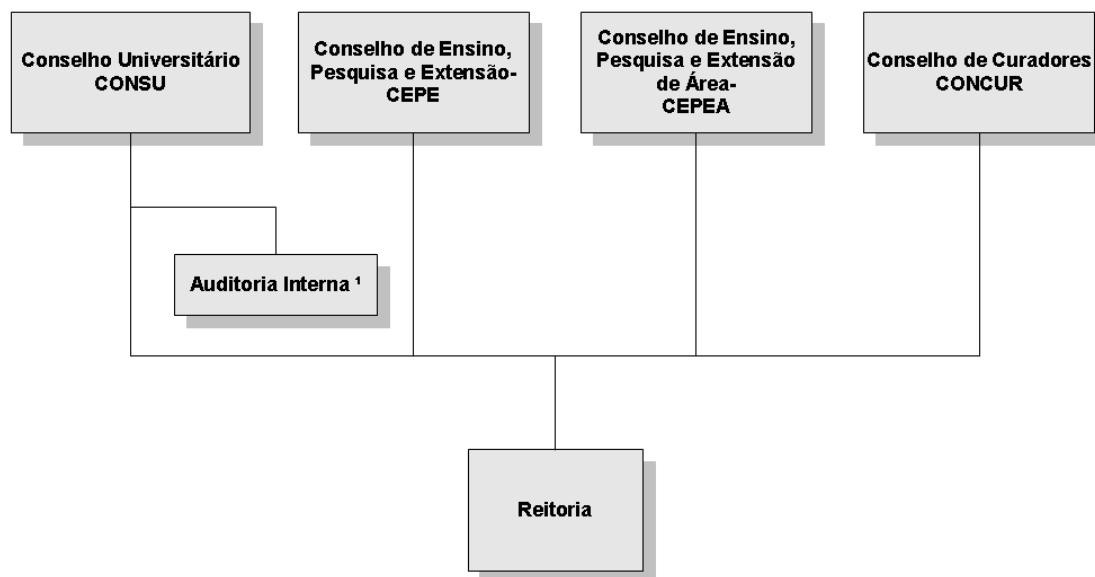 Conselho Universitário
CONSU
Conselho de Ensino,
Pesquisa e Extensão-
CEPE
Conselho de Ensino,
Pesquisa e Extensão
de Área-
CEPEA
Conselho de Curadores
CONCUR
Auditoria Interna ¹
Reitoria